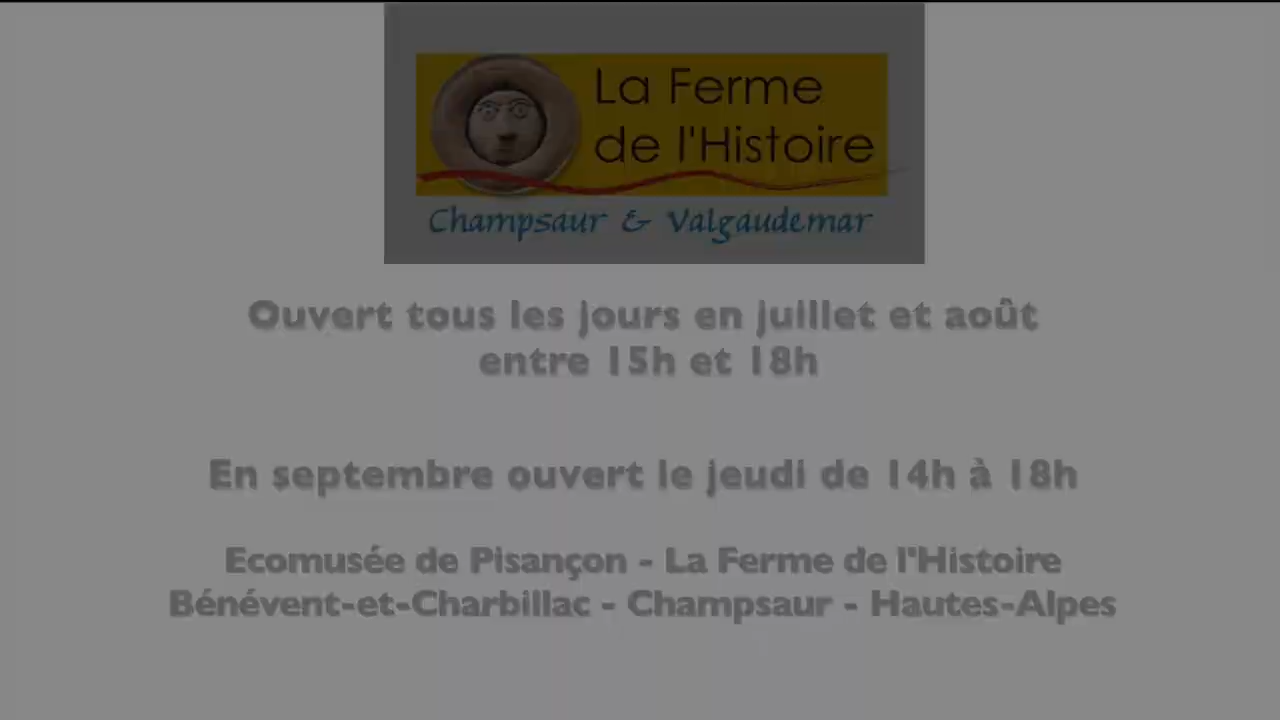 La Ferme
de l'Histoire
Champsaur & Valgaudemar
Ouvert tous les jours en juillet et août
entre 15h et 18h
En septembre ouvert le jeudi de 14h à 18h
Ecomusée de Pisançon - La Ferme de l'Histoire
Bénévent-et-Charbillac - Champsaur - Hautes-Alpes